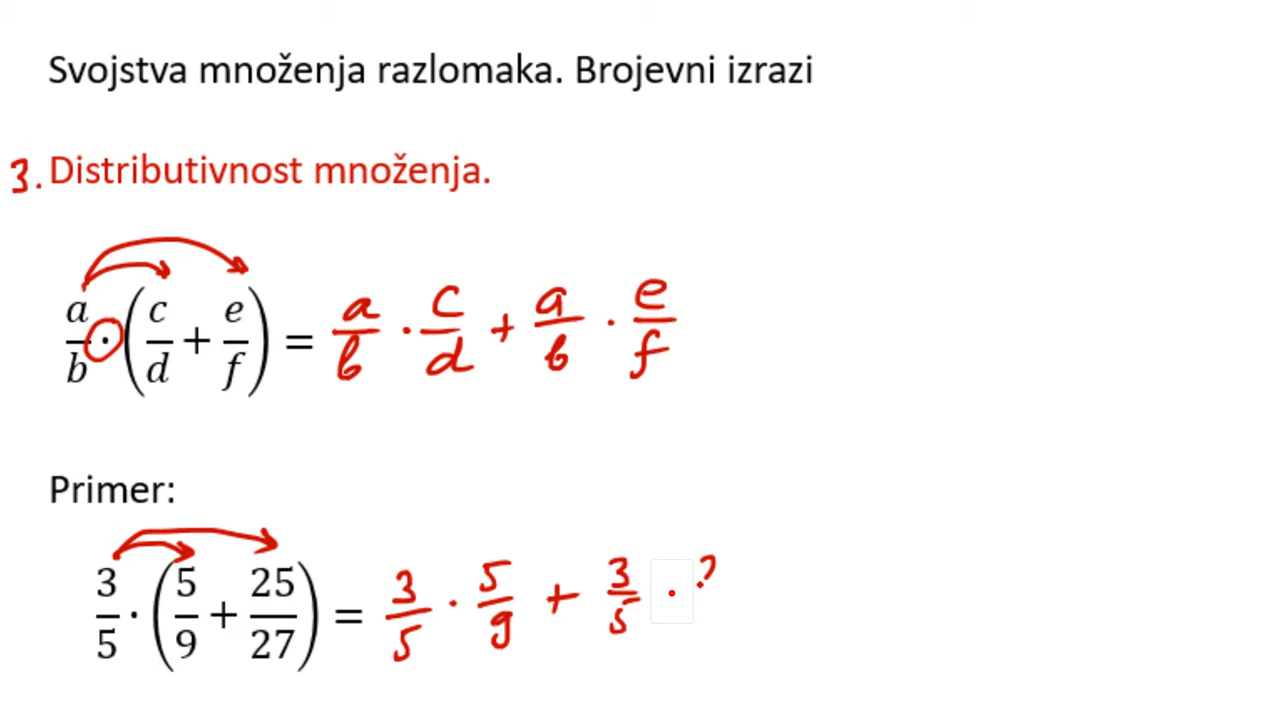 Svojstva množenja razlomaka. Brojevni izrazi
3. Distributivnost množenja.
a/b · (c/d + e/f) = a/b · c/d + a/b · e/f
Primer:
3/5 · (5/9 + 25/27) = 3/5 · 5/9 + 3/5 ·